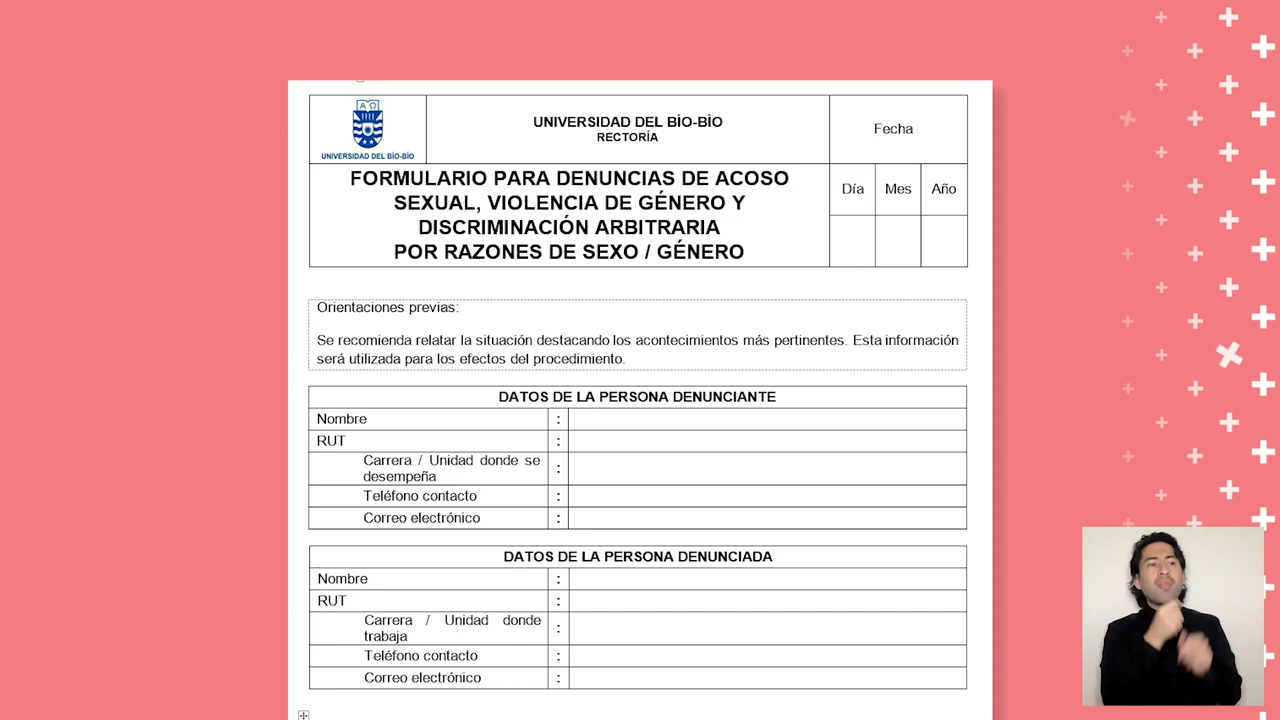 ΑΩ
UNIVERSIDAD DEL BÍO-BÍO
UNIVERSIDAD DEL BÍO-BÍO
RECTORÍA
Fecha
FORMULARIO PARA DENUNCIAS DE ACOSO
SEXUAL, VIOLENCIA DE GÉNERO Y
DISCRIMINACIÓN ARBITRARIA
POR RAZONES DE SEXO / GÉNERO
Día Mes Año
Orientaciones previas:
Se recomienda relatar la situación destacando los acontecimientos más pertinentes. Esta información
será utilizada para los efectos del procedimiento.
DATOS DE LA PERSONA DENUNCIANTE
Nombre :
RUT :
Carrera / Unidad donde se
desempeña :
Teléfono contacto :
Correo electrónico :
DATOS DE LA PERSONA DENUNCIADA
Nombre :
RUT :
Carrera / Unidad donde
trabaja :
Teléfono contacto :
Correo electrónico :